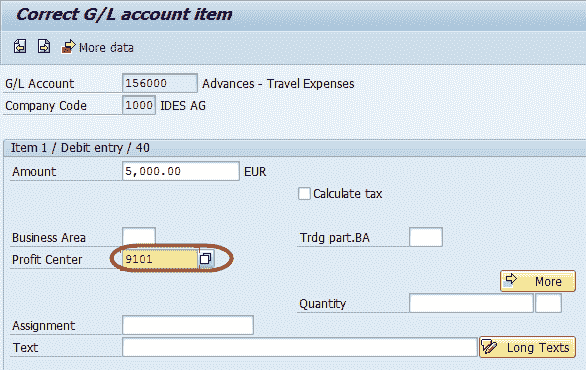 Correct G/L account item
More data
G/L Account 156000 Advances - Travel Expenses
Company Code 1000 IDES AG
Item 1 / Debit entry / 40
Amount 5,000.00 EUR
Calculate tax
Business Area Trdg part.BA
Profit Center 9101
More
Quantity
Assignment
Text Long Texts